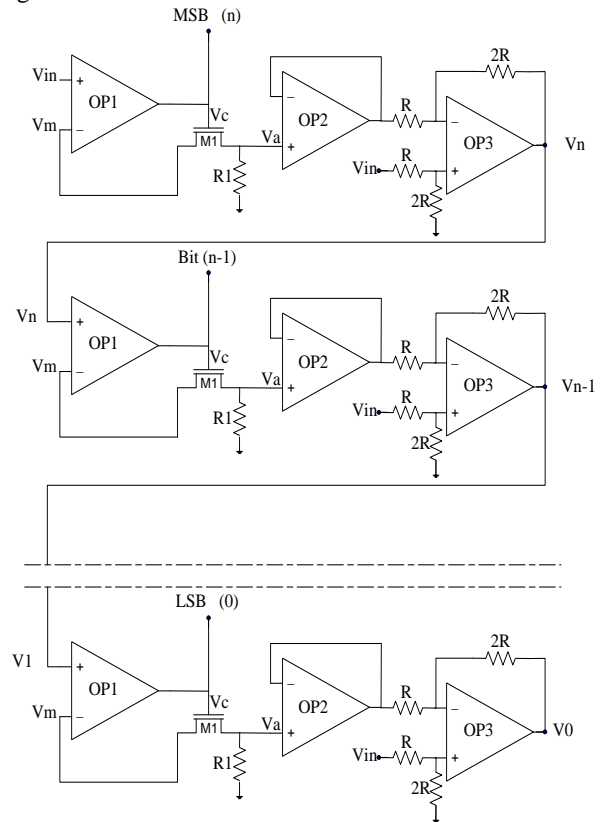 MSB (n)
2R
Vin
+
OP1
Vm
−
Vc
M1
Va
R1
−
OP2
+
R
−
OP3
+
Vin
R
2R
Vn
Bit (n-1)
2R
Vn
+
OP1
Vm
−
Vc
M1
Va
R1
−
OP2
+
R
−
OP3
+
Vin
R
2R
Vn-1
LSB (0)
2R
V1
+
OP1
Vm
−
Vc
M1
Va
R1
−
OP2
+
R
−
OP3
+
Vin
R
2R
V0